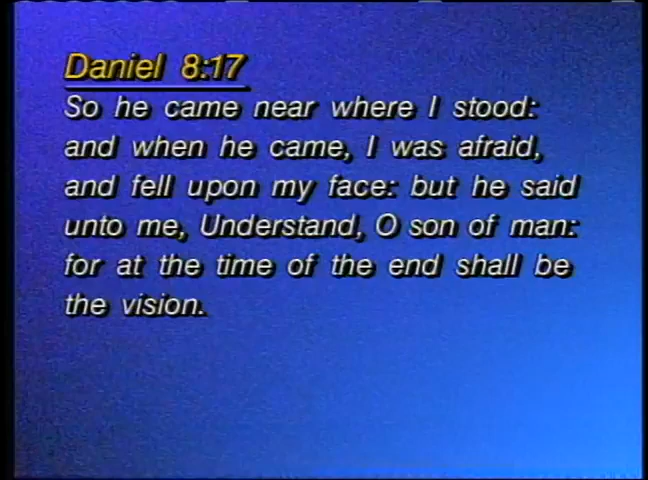 Daniel 8:17
So he came near where I stood:
and when he came, I was afraid,
and fell upon my face: but he said
unto me, Understand, O son of man:
for at the time of the end shall be
the vision.